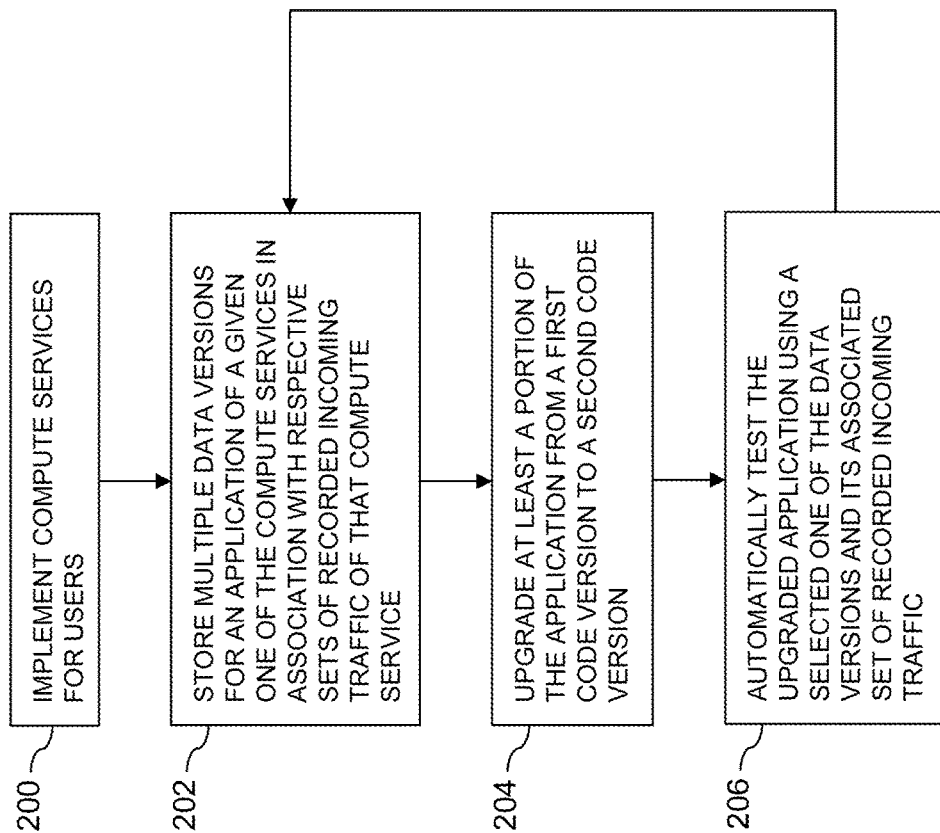 200
IMPLEMENT COMPUTE SERVICES
FOR USERS
202
STORE MULTIPLE DATA VERSIONS
FOR AN APPLICATION OF A GIVEN
ONE OF THE COMPUTE SERVICES IN
ASSOCIATION WITH RESPECTIVE
SETS OF RECORDED INCOMING
TRAFFIC OF THAT COMPUTE
SERVICE
204
UPGRADE AT LEAST A PORTION OF
THE APPLICATION FROM A FIRST
CODE VERSION TO A SECOND CODE
VERSION
206
AUTOMATICALLY TEST THE
UPGRADED APPLICATION USING A
SELECTED ONE OF THE DATA
VERSIONS AND ITS ASSOCIATED
SET OF RECORDED INCOMING
TRAFFIC